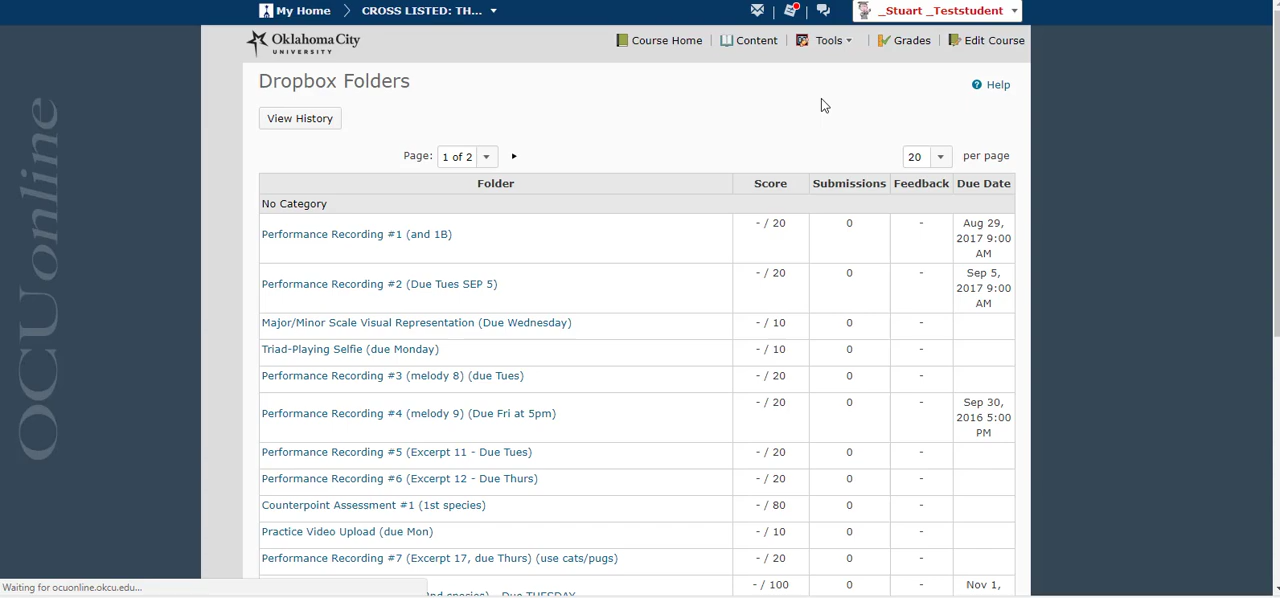 My Home
CROSS LISTED: TH...
_Stuart _Teststudent
Oklahoma City
UNIVERSITY
Course Home
Content
Tools
Grades
Edit Course
Dropbox Folders
Help
View History
Page: 1 of 2
20 per page
Folder Score Submissions Feedback Due Date
No Category
Performance Recording #1 (and 1B) - / 20 0 - Aug 29,
2017 9:00
AM
Performance Recording #2 (Due Tues SEP 5) - / 20 0 - Sep 5,
2017 9:00
AM
Major/Minor Scale Visual Representation (Due Wednesday) - / 10 0 -
Triad-Playing Selfie (due Monday) - / 10 0 -
Performance Recording #3 (melody 8) (due Tues) - / 20 0 -
Performance Recording #4 (melody 9) (Due Fri at 5pm) - / 20 0 - Sep 30,
2016 5:00
PM
Performance Recording #5 (Excerpt 11 - Due Tues) - / 20 0 -
Performance Recording #6 (Excerpt 12 - Due Thurs) - / 20 0 -
Counterpoint Assessment #1 (1st species) - / 80 0 -
Practice Video Upload (due Mon) - / 10 0 -
Performance Recording #7 (Excerpt 17, due Thurs) (use cats/pugs) - / 20 0 -
- / 100 0 - Nov 1,
species) - Due TUESDAY
Waiting for ocuonline.okcu.edu...
OCUonline